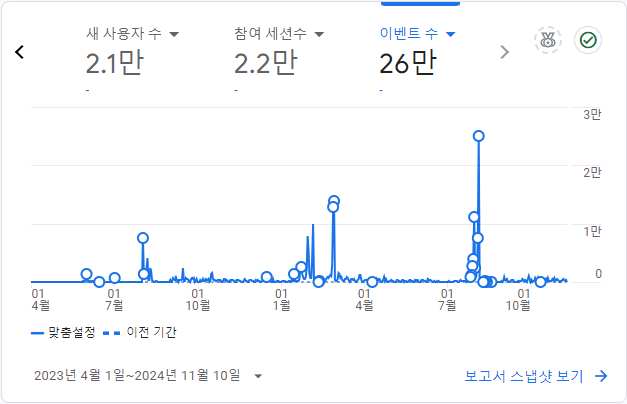 새 사용자 수 참여 세션수 이벤트 수
2.1만 2.2만 26만
- - -
3만
2만
1만
0
01 01 01 01 01 01 01
4월 7월 10월 1월 4월 7월 10월
맞춤설정 이전 기간
2023년 4월 1일~2024년 11월 10일 보고서 스냅샷 보기